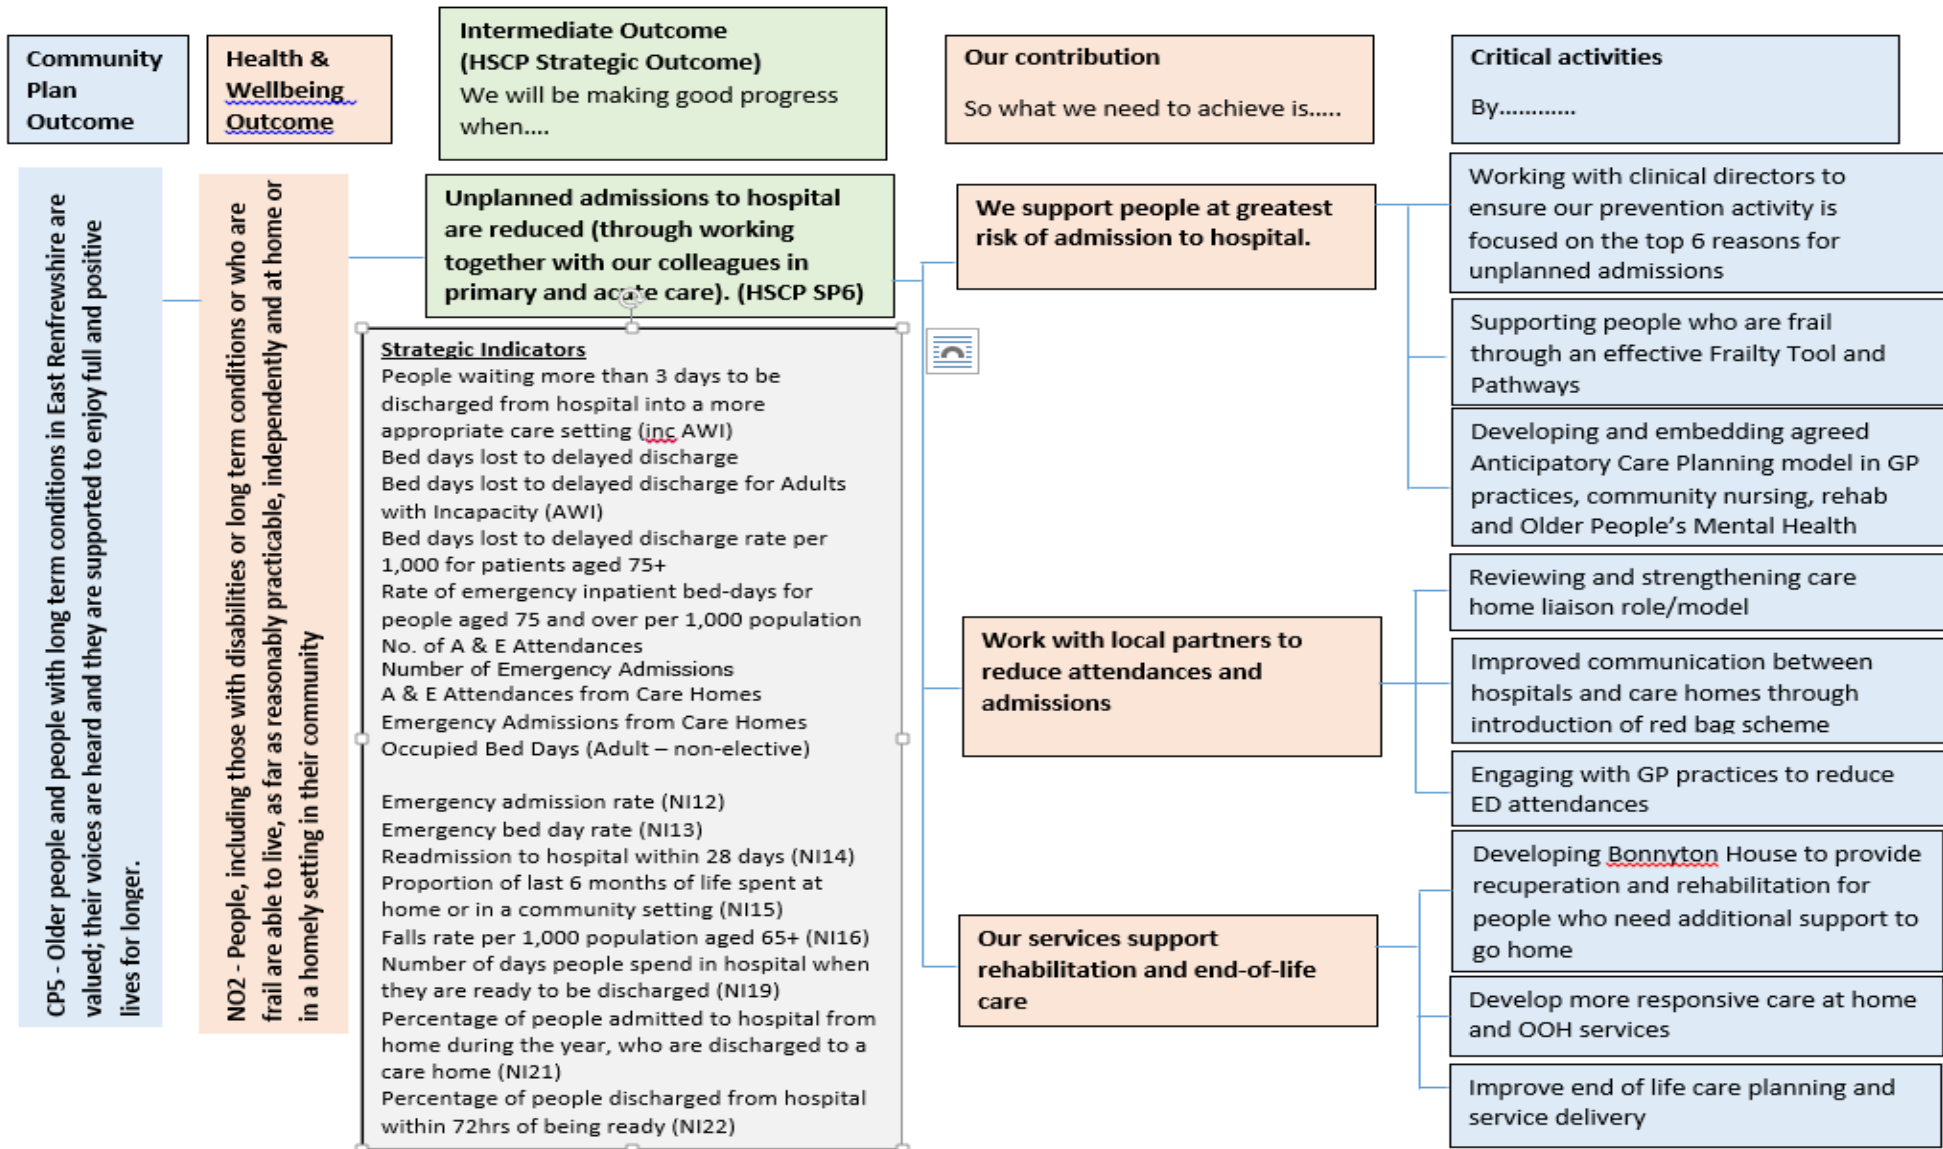 Community
Plan
Outcome
Health &
Wellbeing
Outcome
Intermediate Outcome
(HSCP Strategic Outcome)
We will be making good progress
when....
Our contribution
So what we need to achieve is.....
Critical activities
By............
CP5 - Older people and people with long term conditions in East Renfrewshire are
valued; their voices are heard and they are supported to enjoy full and positive
lives for longer.
NO2 - People, including those with disabilities or long term conditions or who are
frail are able to live, as far as reasonably practicable, independently and at home or
in a homely setting in their community
Unplanned admissions to hospital
are reduced (through working
together with our colleagues in
primary and acute care). (HSCP SP6)
Strategic Indicators
People waiting more than 3 days to be
discharged from hospital into a more
appropriate care setting (inc AWI)
Bed days lost to delayed discharge
Bed days lost to delayed discharge for Adults
with Incapacity (AWI)
Bed days lost to delayed discharge rate per
1,000 for patients aged 75+
Rate of emergency inpatient bed-days for
people aged 75 and over per 1,000 population
No. of A & E Attendances
Number of Emergency Admissions
A & E Attendances from Care Homes
Emergency Admissions from Care Homes
Occupied Bed Days (Adult – non-elective)
Emergency admission rate (NI12)
Emergency bed day rate (NI13)
Readmission to hospital within 28 days (NI14)
Proportion of last 6 months of life spent at
home or in a community setting (NI15)
Falls rate per 1,000 population aged 65+ (NI16)
Number of days people spend in hospital when
they are ready to be discharged (NI19)
Percentage of people admitted to hospital from
home during the year, who are discharged to a
care home (NI21)
Percentage of people discharged from hospital
within 72hrs of being ready (NI22)
We support people at greatest
risk of admission to hospital.
Working with clinical directors to
ensure our prevention activity is
focused on the top 6 reasons for
unplanned admissions
Supporting people who are frail
through an effective Frailty Tool and
Pathways
Developing and embedding agreed
Anticipatory Care Planning model in GP
practices, community nursing, rehab
and Older People's Mental Health
Work with local partners to
reduce attendances and
admissions
Reviewing and strengthening care
home liaison role/model
Improved communication between
hospitals and care homes through
introduction of red bag scheme
Engaging with GP practices to reduce
ED attendances
Our services support
rehabilitation and end-of-life
care
Developing Bonnyton House to provide
recuperation and rehabilitation for
people who need additional support to
go home
Develop more responsive care at home
and OOH services
Improve end of life care planning and
service delivery